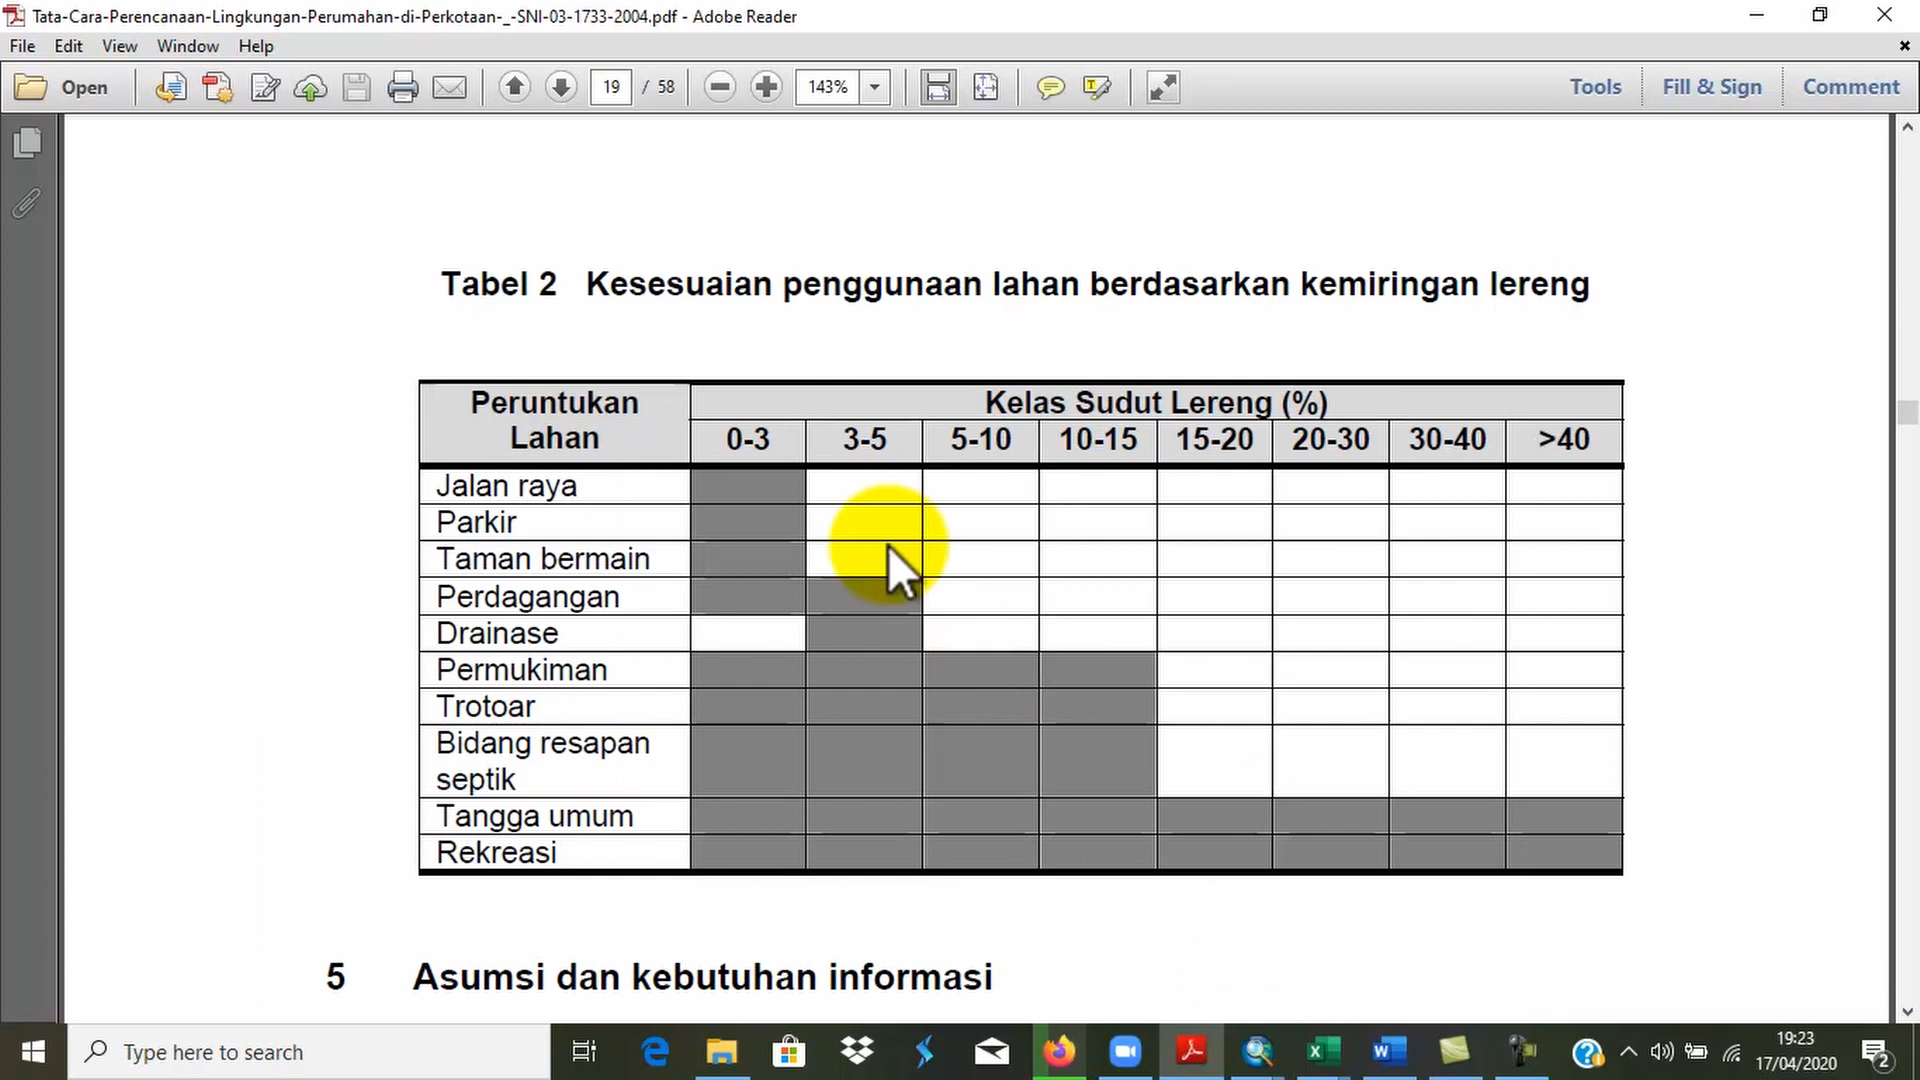 Tata-Cara-Perencanaan-Lingkungan-Perumahan-di-Perkotaan-_-SNI-03-1733-2004.pdf - Adobe Reader
File Edit View Window Help
Open 19 / 58 143% Tools Fill & Sign Comment
Tabel 2 Kesesuaian penggunaan lahan berdasarkan kemiringan lereng
Peruntukan Lahan
Kelas Sudut Lereng (%)
0-3 3-5 5-10 10-15 15-20 20-30 30-40 >40
Jalan raya
Parkir
Taman bermain
Perdagangan
Drainase
Permukiman
Trotoar
Bidang resapan
septik
Tangga umum
Rekreasi
5 Asumsi dan kebutuhan informasi
Type here to search
19:23
17/04/2020
2